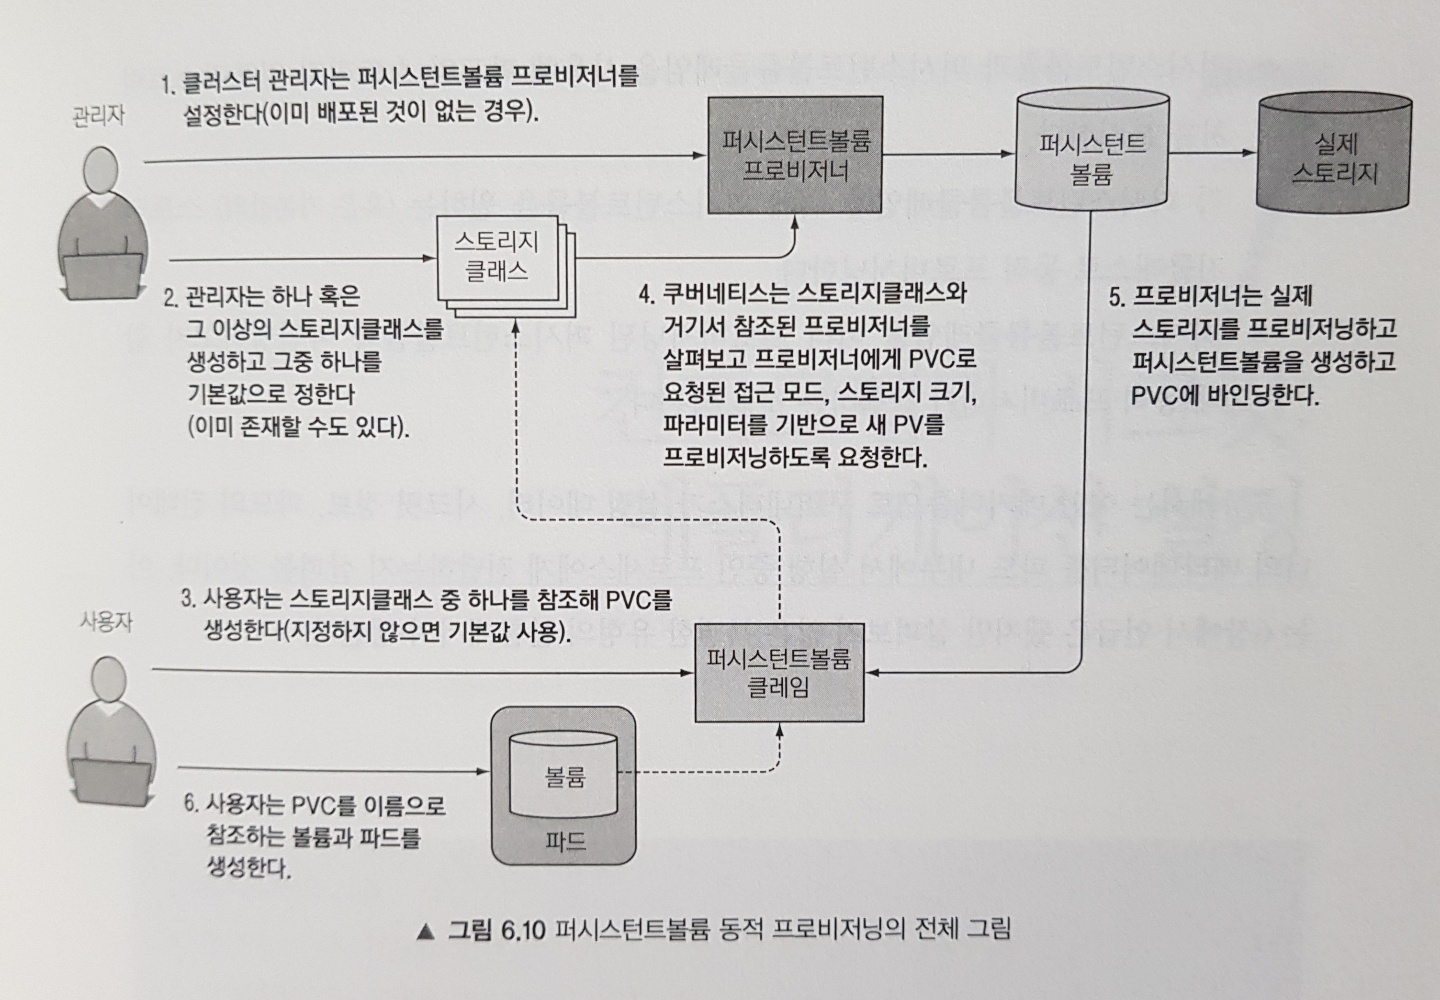 1. 클러스터 관리자는 퍼시스턴트볼륨 프로비저너를
설정한다(이미 배포된 것이 없는 경우).
관리자
퍼시스턴트볼륨
프로비저너
퍼시스턴트
볼륨
실제
스토리지
스토리지
클래스
2. 관리자는 하나 혹은
그 이상의 스토리지클래스를
생성하고 그중 하나를
기본값으로 정한다
(이미 존재할 수도 있다).
4. 쿠버네티스는 스토리지클래스와
거기서 참조된 프로비저너를
살펴보고 프로비저너에게 PVC로
요청된 접근 모드, 스토리지 크기,
파라미터를 기반으로 새 PV를
프로비저닝하도록 요청한다.
5. 프로비저너는 실제
스토리지를 프로비저닝하고
퍼시스턴트볼륨을 생성하고
PVC에 바인딩한다.
3. 사용자는 스토리지클래스 중 하나를 참조해 PVC를
생성한다(지정하지 않으면 기본값 사용).
사용자
퍼시스턴트볼륨
클레임
볼륨
파드
6. 사용자는 PVC를 이름으로
참조하는 볼륨과 파드를
생성한다.
▲ 그림 6.10 퍼시스턴트볼륨 동적 프로비저닝의 전체 그림